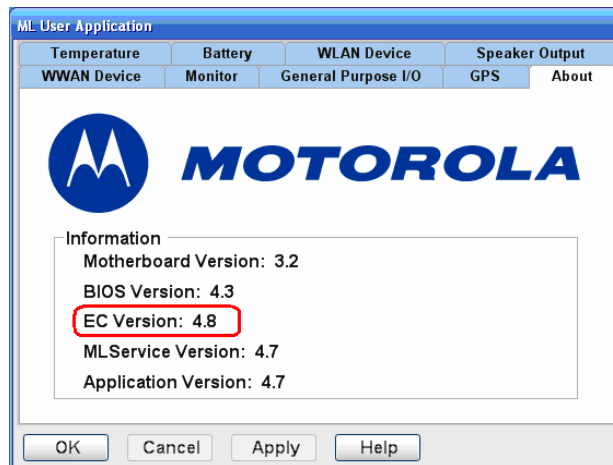 ML User Application
Temperature Battery WLAN Device Speaker Output
WWAN Device Monitor General Purpose I/O GPS About
MOTOROLA
Information
Motherboard Version: 3.2
BIOS Version: 4.3
EC Version: 4.8
MLService Version: 4.7
Application Version: 4.7
OK Cancel Apply Help